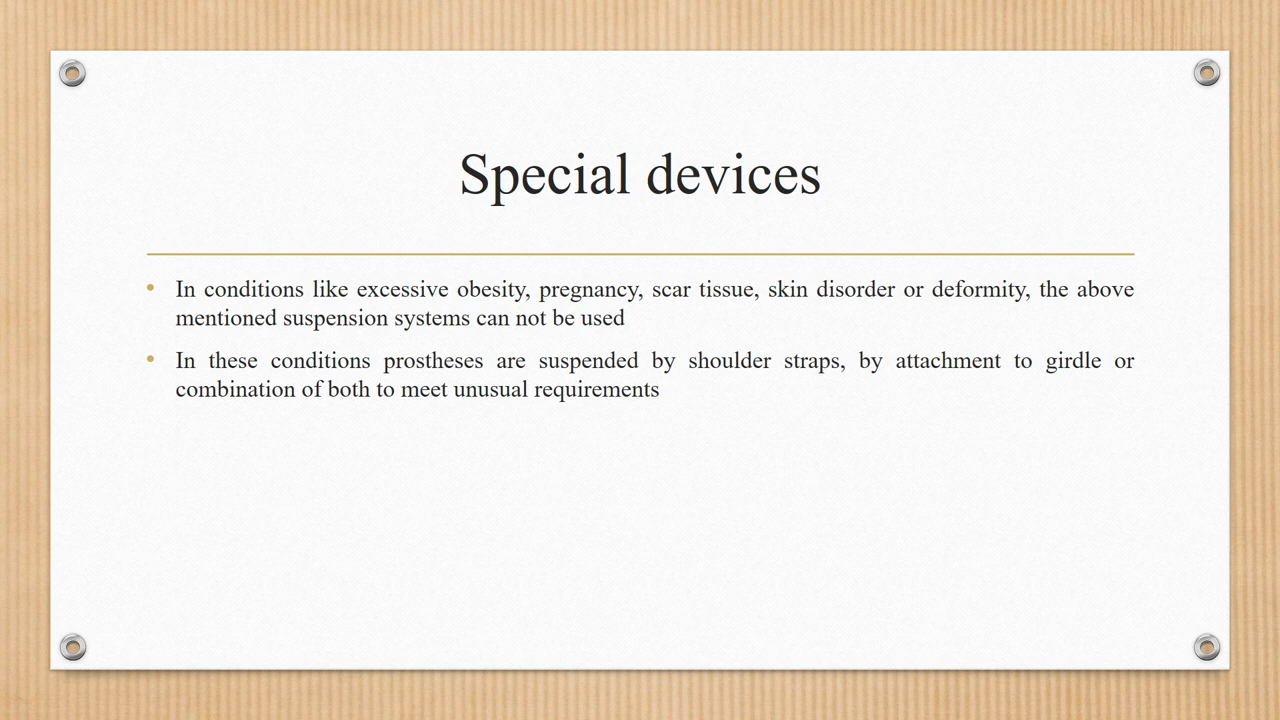 Special devices
• In conditions like excessive obesity, pregnancy, scar tissue, skin disorder or deformity, the above
mentioned suspension systems can not be used
• In these conditions prostheses are suspended by shoulder straps, by attachment to girdle or
combination of both to meet unusual requirements